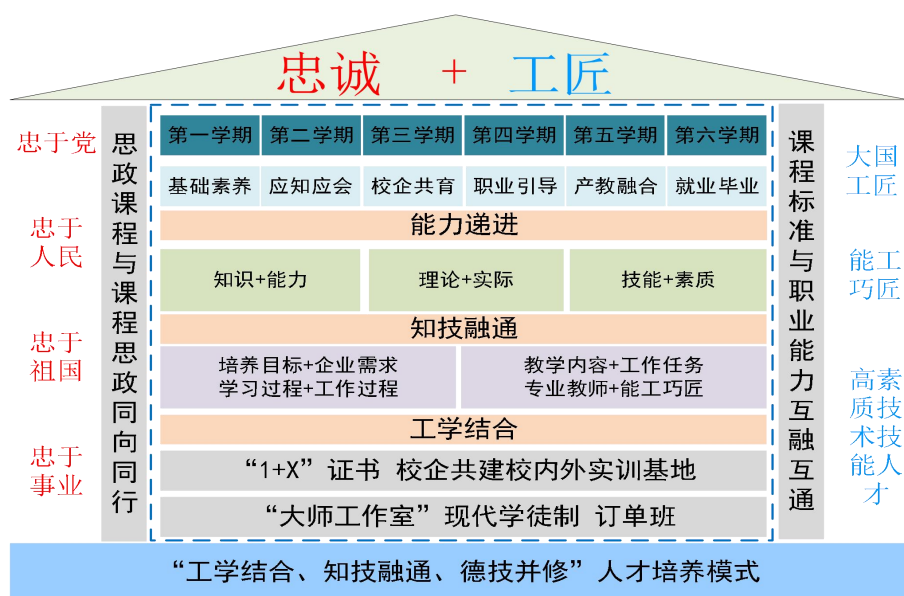 忠诚 + 工匠
忠于党
忠于
人民
忠于
祖国
忠于
事业
思政课程与课程思政同向同行
第一学期 第二学期 第三学期 第四学期 第五学期 第六学期
基础素养 应知应会 校企共育 职业引导 产教融合 就业毕业
能力递进
知识+能力 理论+实际 技能+素质
知技融通
培养目标+企业需求
学习过程+工作过程
教学内容+工作任务
专业教师+能工巧匠
工学结合
“1+X”证书 校企共建校内外实训基地
“大师工作室”现代学徒制 订单班
课程标准与职业能力互融互通
大国
工匠
能工
巧匠
高素
质技
术技
能人
才
“工学结合、知技融通、德技并修”人才培养模式